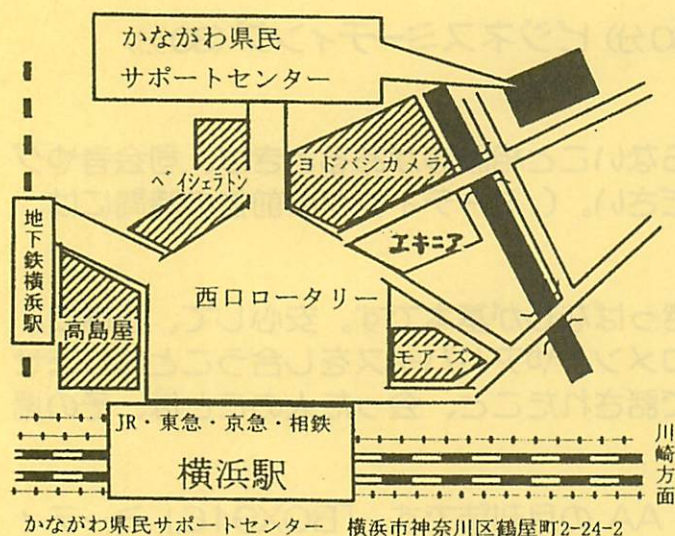 かながわ県民
サポートセンター
ヨドバシカメラ
ベイシェラトン
エキニア
地下鉄横浜駅
西口ロータリー
高島屋
モアーズ
JR・東急・京急・相鉄
横浜駅
川崎方面
かながわ県民サポートセンター 横浜市神奈川区鶴屋町2-24-2